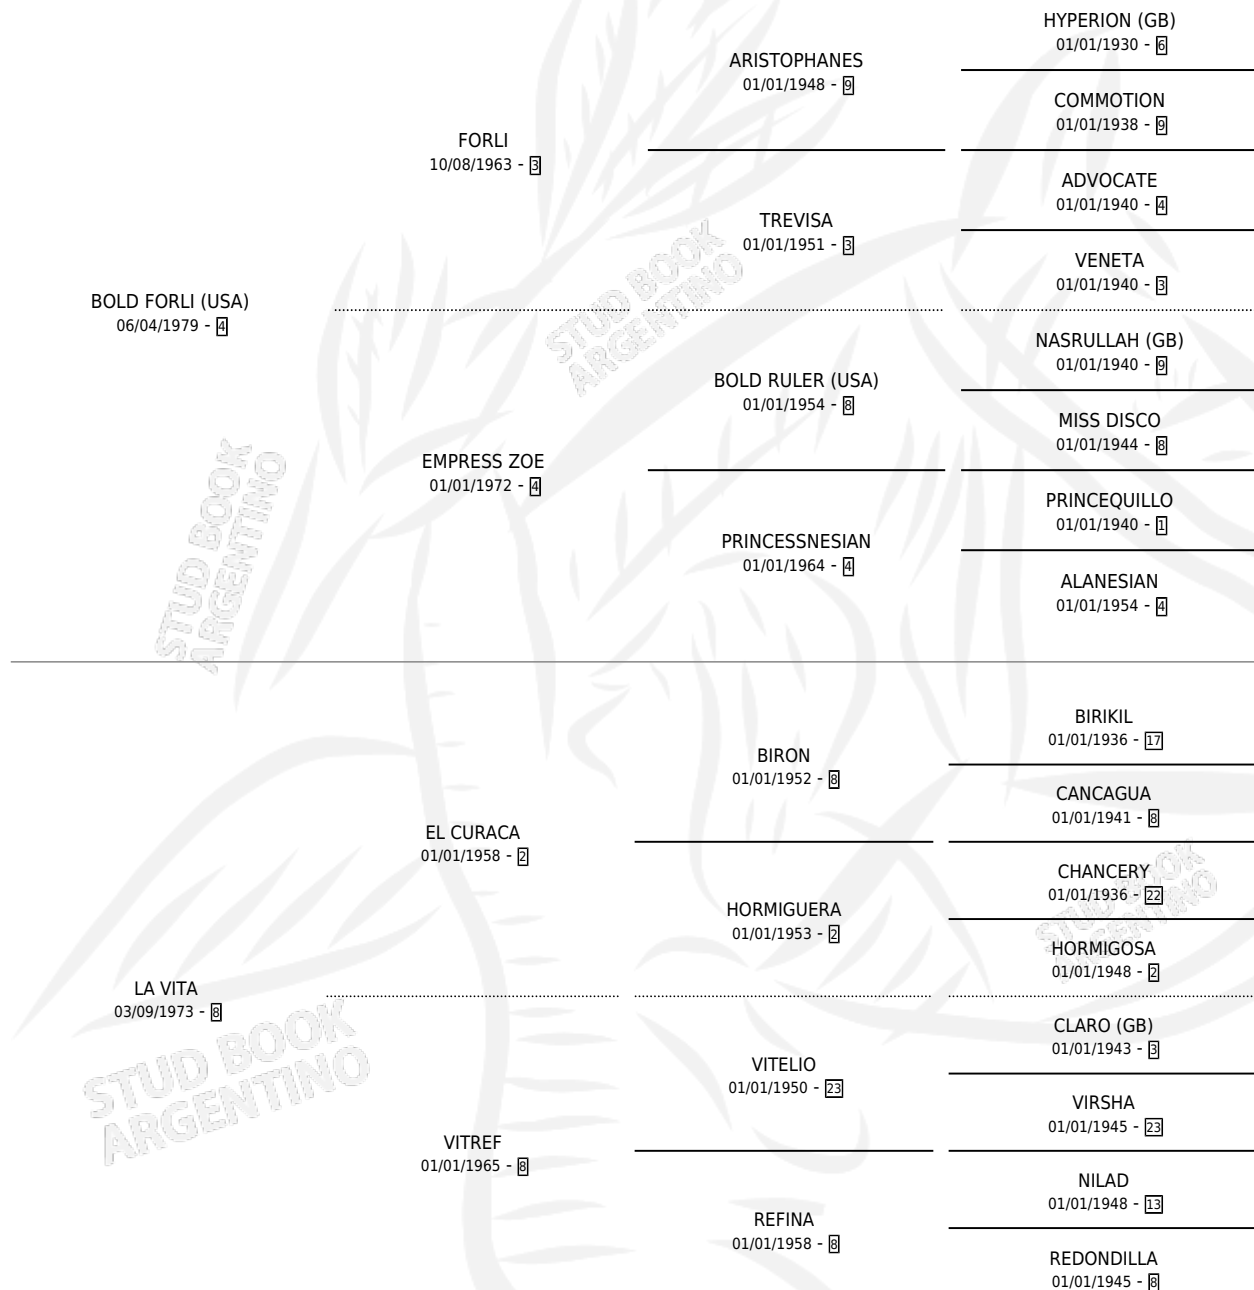 HYPERION (GB)
01/01/1930 - 6
ARISTOPHANES
01/01/1948 - 9
COMMOTION
01/01/1938 - 9
FORLI
10/08/1963 - 3
ADVOCATE
01/01/1940 - 4
TREVISA
01/01/1951 - 3
VENETA
01/01/1940 - 3
BOLD FORLI (USA)
06/04/1979 - 4
STUD BOOK
ARGENTINO
NASRULLAH (GB)
01/01/1940 - 9
BOLD RULER (USA)
01/01/1954 - 8
MISS DISCO
01/01/1944 - 8
EMPRESS ZOE
01/01/1972 - 4
PRINCEQUILLO
01/01/1940 - 1
PRINCESSNESIAN
01/01/1964 - 4
ALANESIAN
01/01/1954 - 4
STUD BOOK
ARGENTINO
BIRIKIL
01/01/1936 - 17
BIRON
01/01/1952 - 8
CANCAGUA
01/01/1941 - 8
EL CURACA
01/01/1958 - 2
CHANCERY
01/01/1936 - 22
HORMIGUERA
01/01/1953 - 2
STUD BOOK
ARGENTINO
HORMIGOSA
01/01/1948 - 2
LA VITA
03/09/1973 - 8
CLARO (GB)
01/01/1943 - 3
VITELIO
01/01/1950 - 23
VIRSHA
01/01/1945 - 23
STUD BOOK
ARGENTINO
VITREF
01/01/1965 - 8
NILAD
01/01/1948 - 13
REFINA
01/01/1958 - 8
REDONDILLA
01/01/1945 - 8